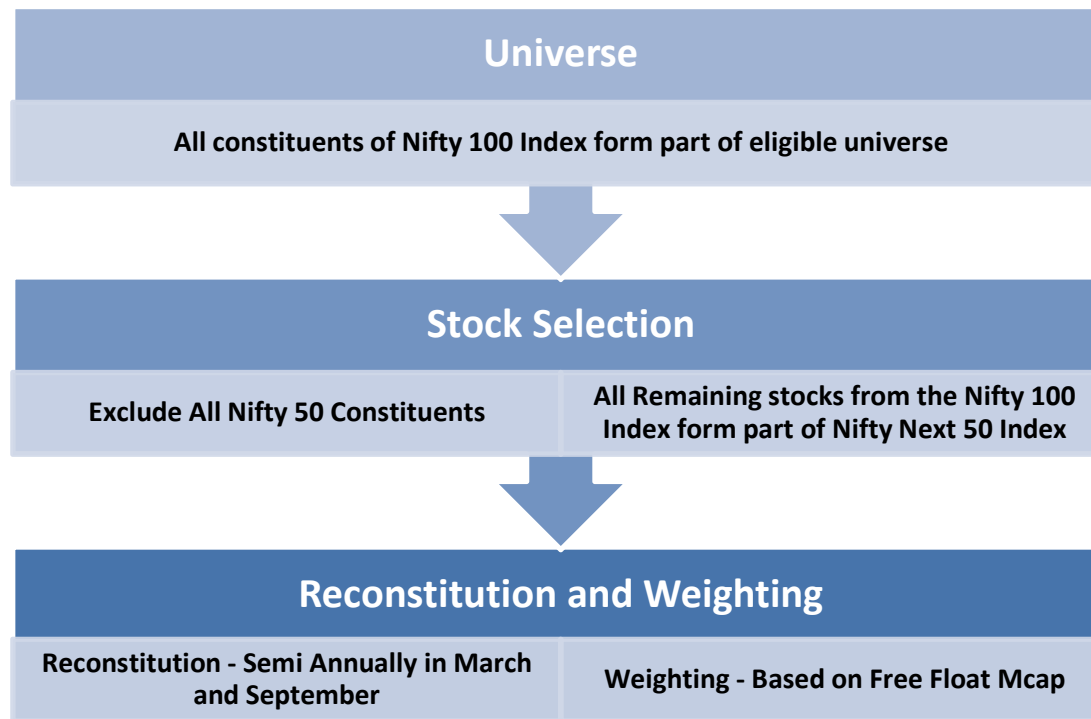 Universe
All constituents of Nifty 100 Index form part of eligible universe
Stock Selection
Exclude All Nifty 50 Constituents
All Remaining stocks from the Nifty 100
Index form part of Nifty Next 50 Index
Reconstitution and Weighting
Reconstitution - Semi Annually in March
and September
Weighting - Based on Free Float Mcap